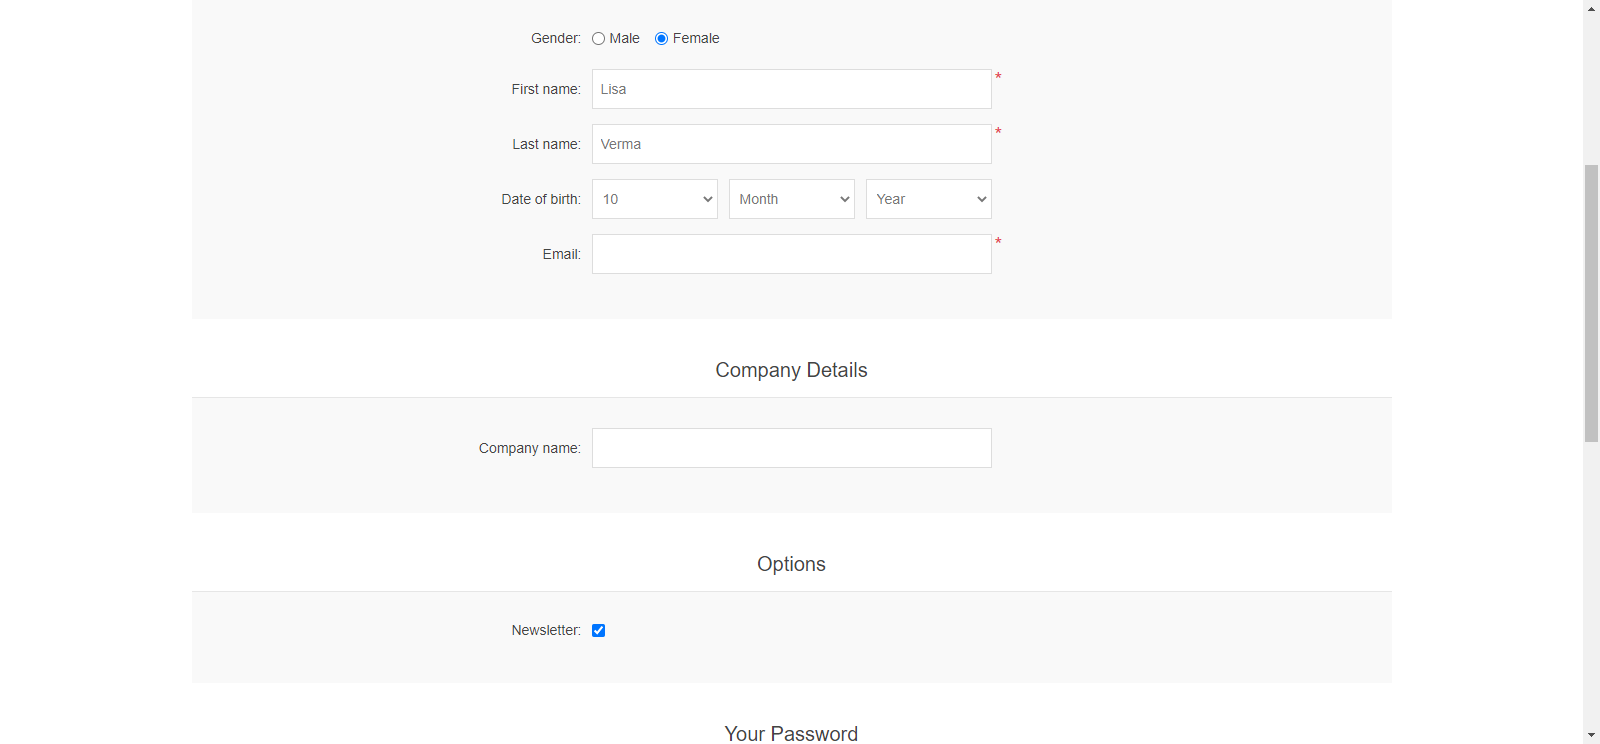 Gender: Male Female
First name: Lisa *
Last name: Verma *
Date of birth: 10 Month Year
Email: *
Company Details
Company name:
Options
Newsletter:
Your Password